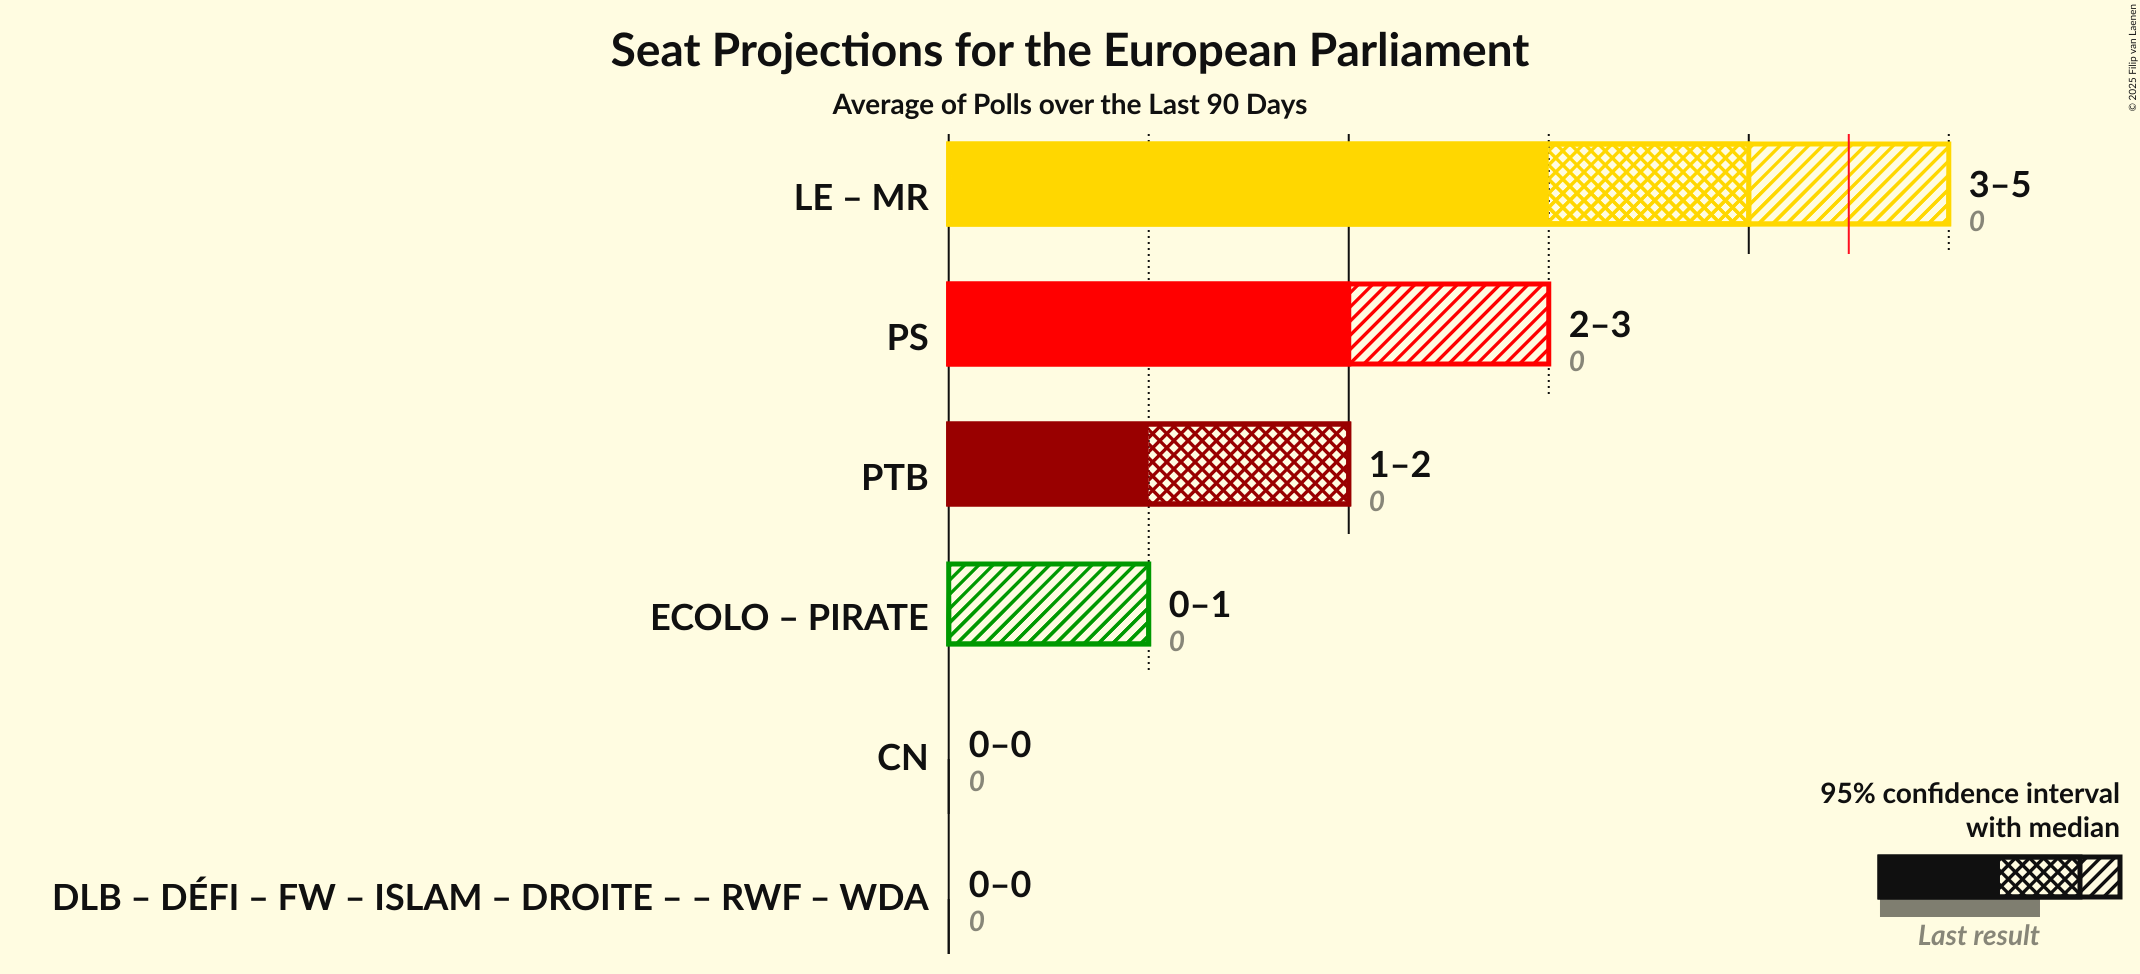 Seat Projections for the European Parliament
Average of Polls over the Last 90 Days
© 2025 Filip van Laenen
LE – MR
3–5
0
PS
2–3
0
PTB
1–2
0
ECOLO – PIRATE
0–1
0
CN
0–0
0
DLB – DÉFI – FW – ISLAM – DROITE – – RWF – WDA
0–0
0
95% confidence interval
with median
Last result